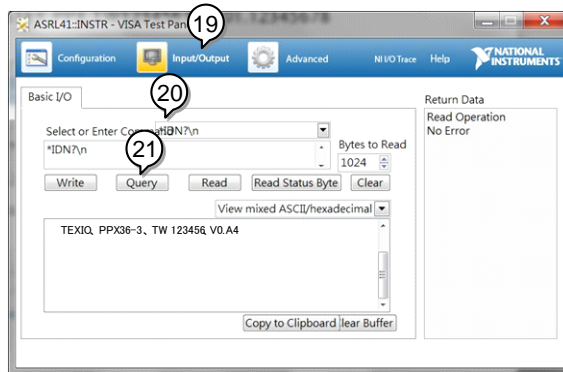 ASRL41::INSTR - VISA Test Pan
19
Configuration Input/Output Advanced NI I/O Trace Help NATIONAL INSTRUMENTS
Basic I/O
20
Select or Enter Com *IDN?\n
*IDN?\n
21
Bytes to Read
1024
Write Query Read Read Status Byte Clear
View mixed ASCII/hexadecimal
TEXIO, PPX36-3、TW 123456, V0.A4
Copy to Clipboard lear Buffer
Return Data
Read Operation
No Error